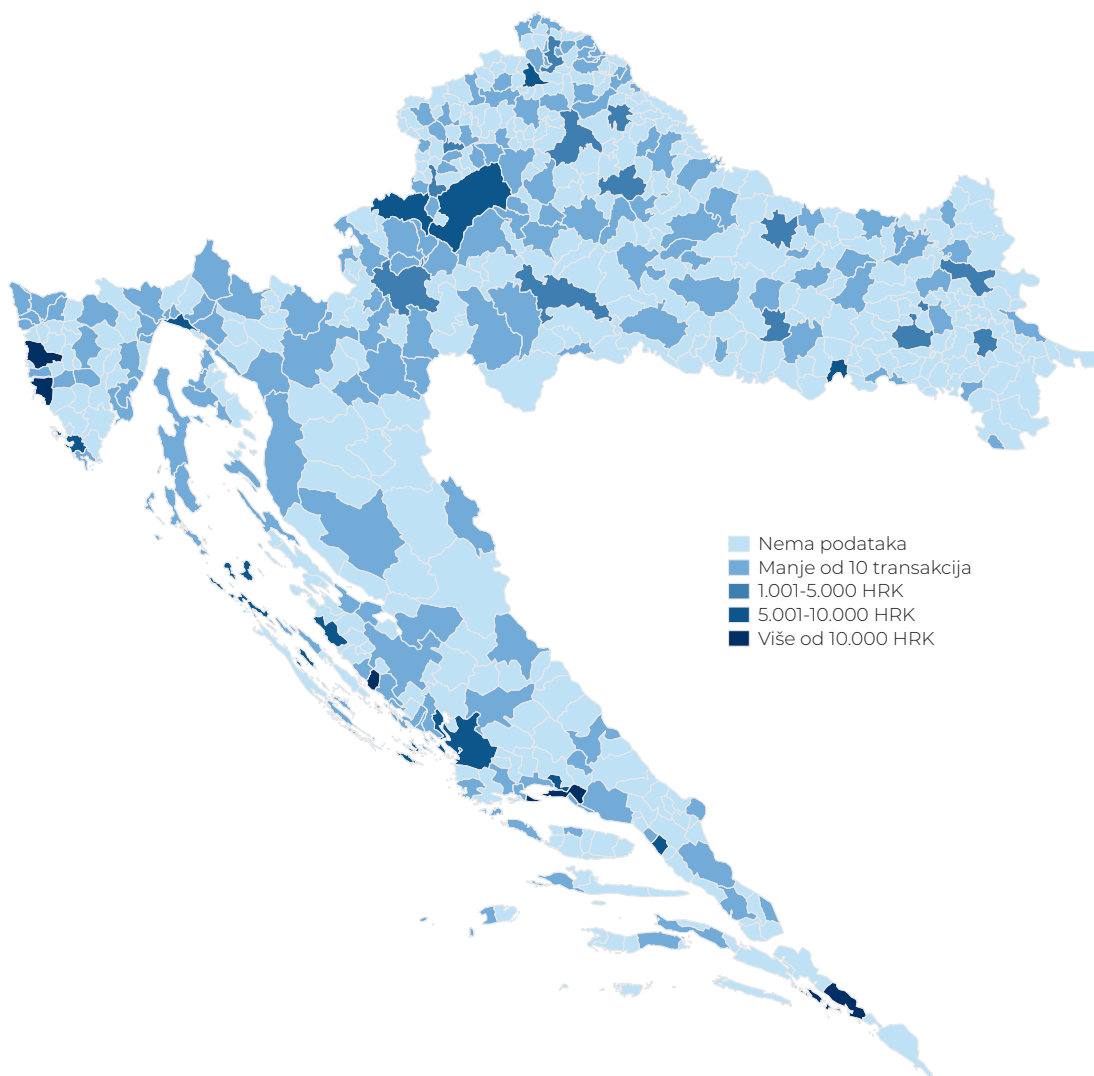 Nema podataka
Manje od 10 transakcija
1.001-5.000 HRK
5.001-10.000 HRK
Više od 10.000 HRK